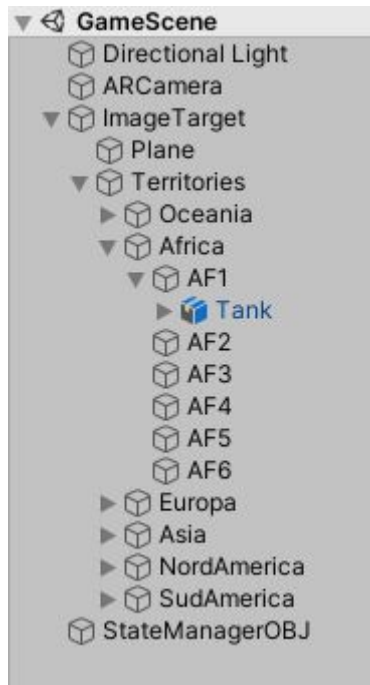 GameScene
Directional Light
ARCamera
ImageTarget
Plane
Territories
Oceania
Africa
AF1
Tank
AF2
AF3
AF4
AF5
AF6
Europa
Asia
NordAmerica
SudAmerica
StateManagerOBJ